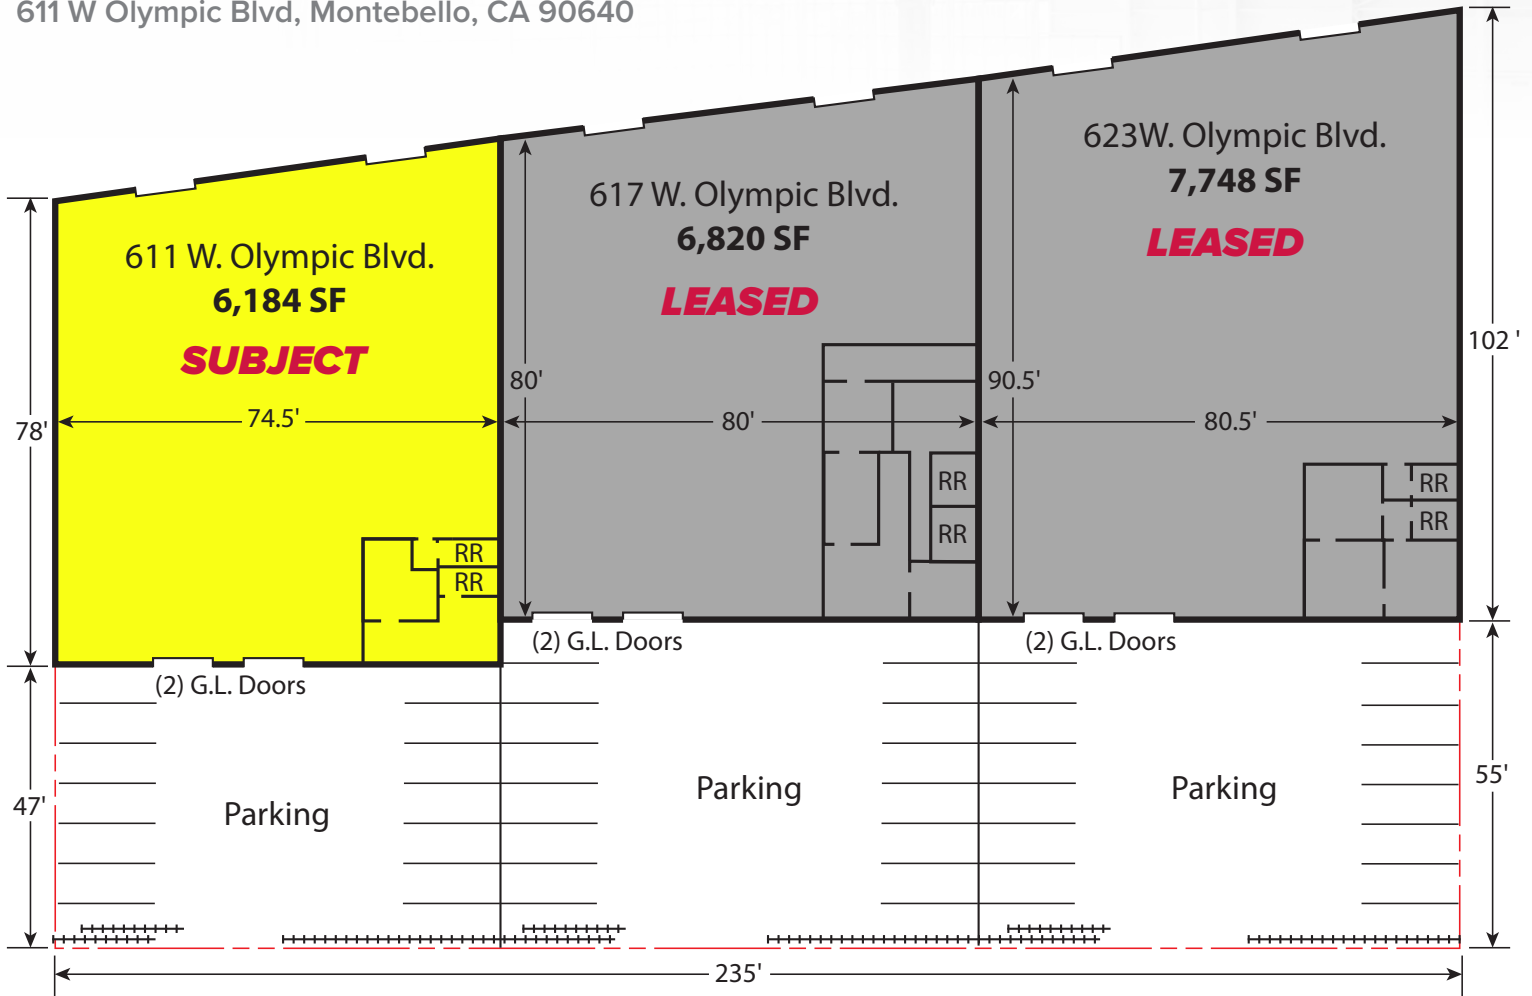 611 W Olympic Blvd, Montebello, CA 90640
611 W. Olympic Blvd.
6,184 SF
SUBJECT
74.5'
78'
RR
RR
(2) G.L. Doors
47'
Parking
617 W. Olympic Blvd.
6,820 SF
LEASED
80'
80'
RR
RR
(2) G.L. Doors
Parking
623W. Olympic Blvd.
7,748 SF
LEASED
90.5'
80.5'
102 '
RR
RR
(2) G.L. Doors
Parking
55'
235'